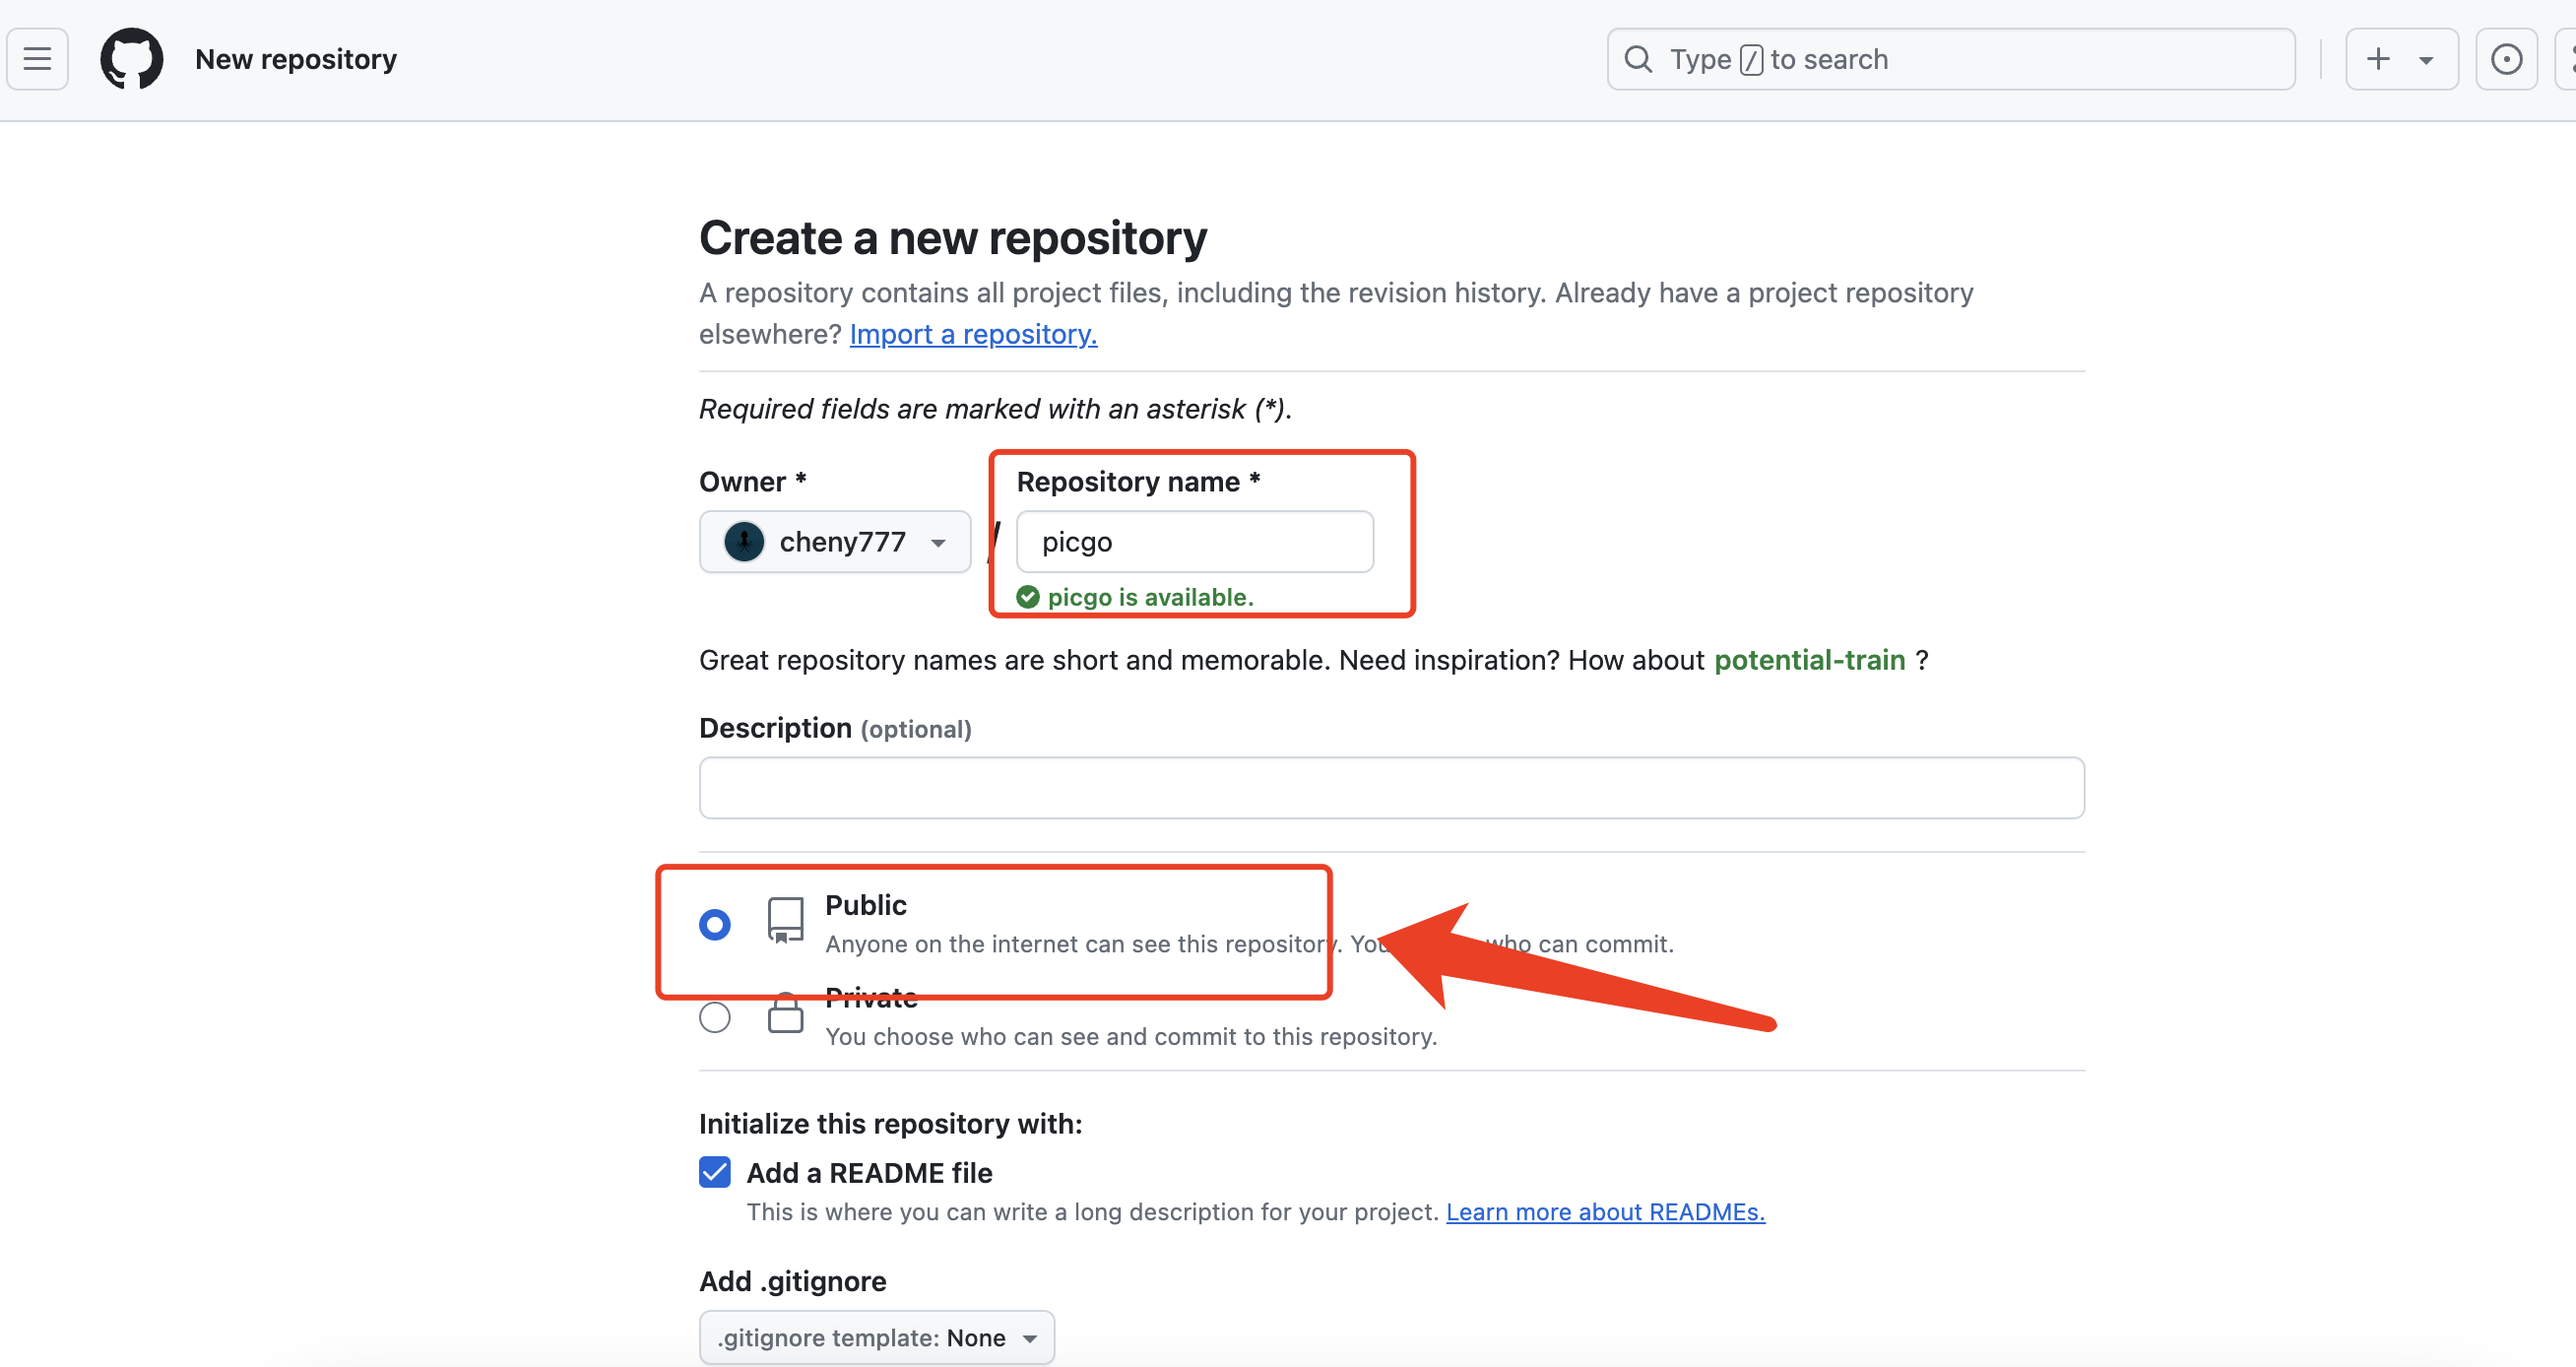 New repository
Type / to search
Create a new repository
A repository contains all project files, including the revision history. Already have a project repository
elsewhere? Import a repository.
Required fields are marked with an asterisk (*).
Owner *
Repository name *
cheny777
/
picgo
picgo is available.
Great repository names are short and memorable. Need inspiration? How about potential-train ?
Description (optional)
Public
Anyone on the internet can see this repository. You who can commit.
Private
You choose who can see and commit to this repository.
Initialize this repository with:
Add a README file
This is where you can write a long description for your project. Learn more about READMEs.
Add .gitignore
.gitignore template: None